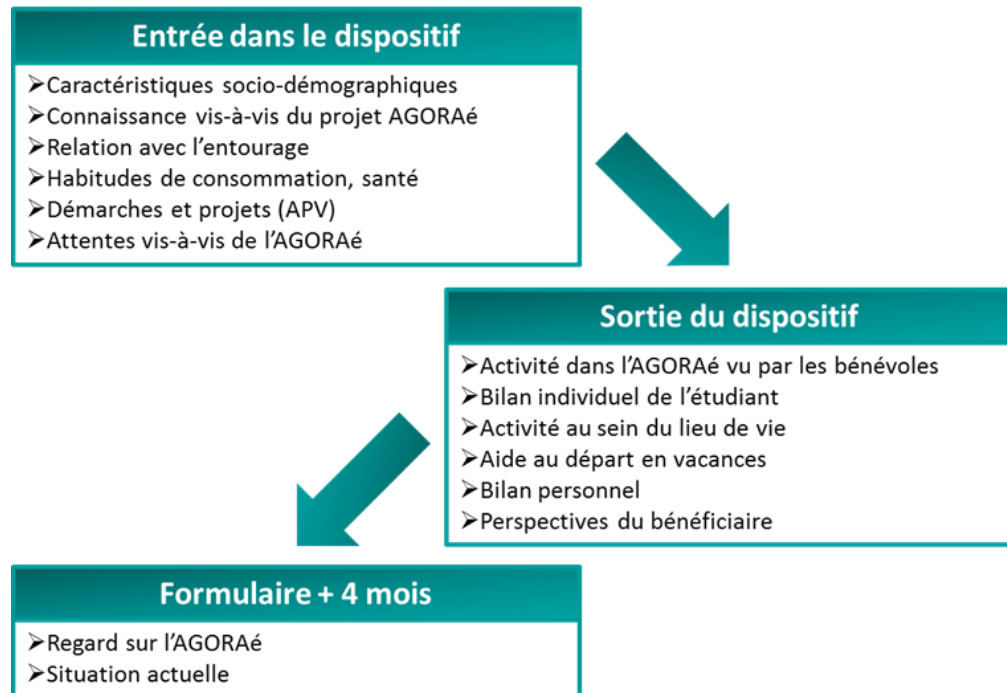 Entrée dans le dispositif
➢Caractéristiques socio-démographiques
➢Connaissance vis-à-vis du projet AGORAé
➢Relation avec l'entourage
➢Habitudes de consommation, santé
➢Démarches et projets (APV)
➢Attentes vis-à-vis de l'AGORAé
Sortie du dispositif
➢Activité dans l'AGORAé vu par les bénévoles
➢Bilan individuel de l'étudiant
➢Activité au sein du lieu de vie
➢Aide au départ en vacances
➢Bilan personnel
➢Perspectives du bénéficiaire
Formulaire + 4 mois
➢Regard sur l'AGORAé
➢Situation actuelle